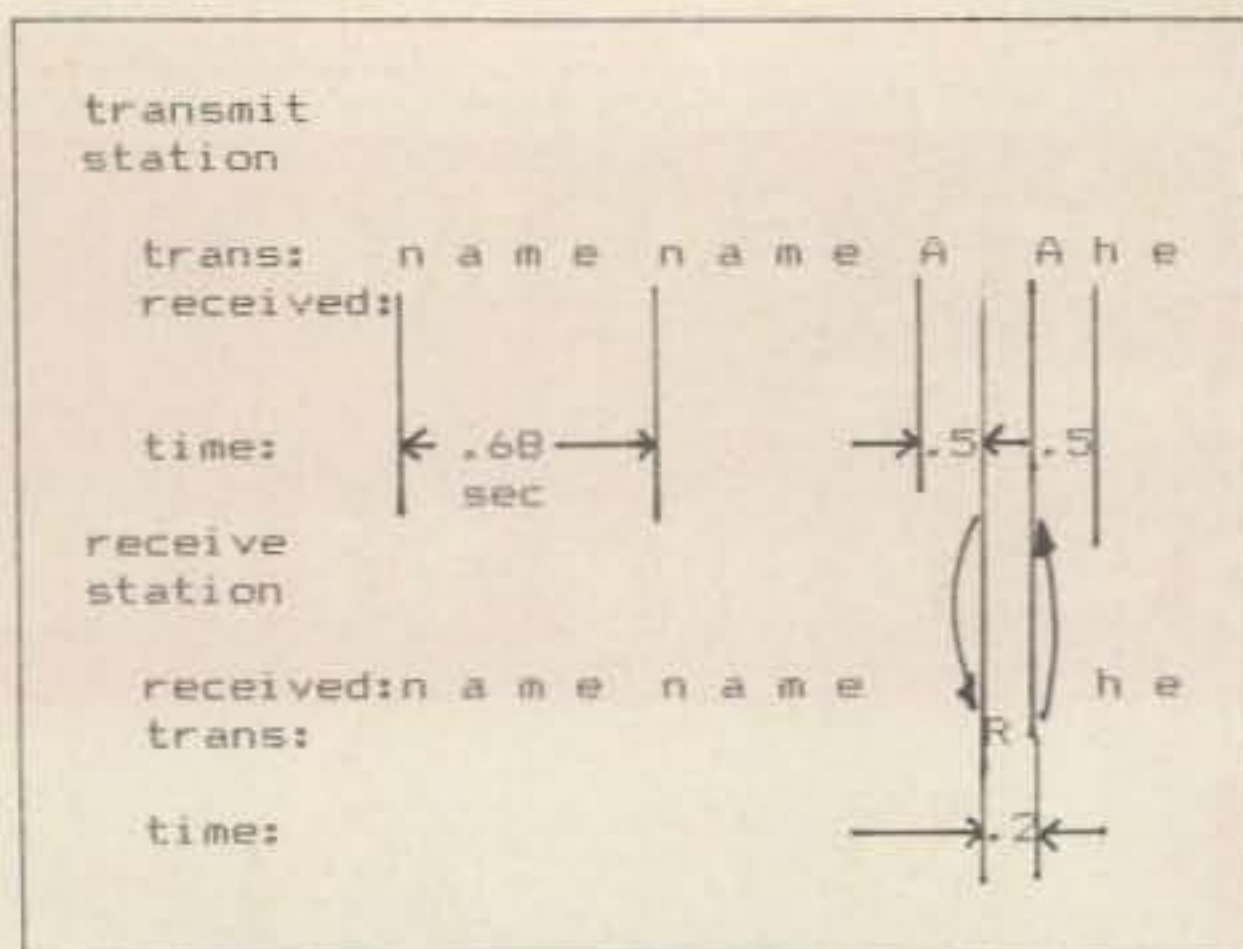 transmit
station
trans: n a m e n a m e A A h e
received:
time: .68 .5 .5
sec
receive
station
received:n a m e n a m e h e
trans: R
time: .2